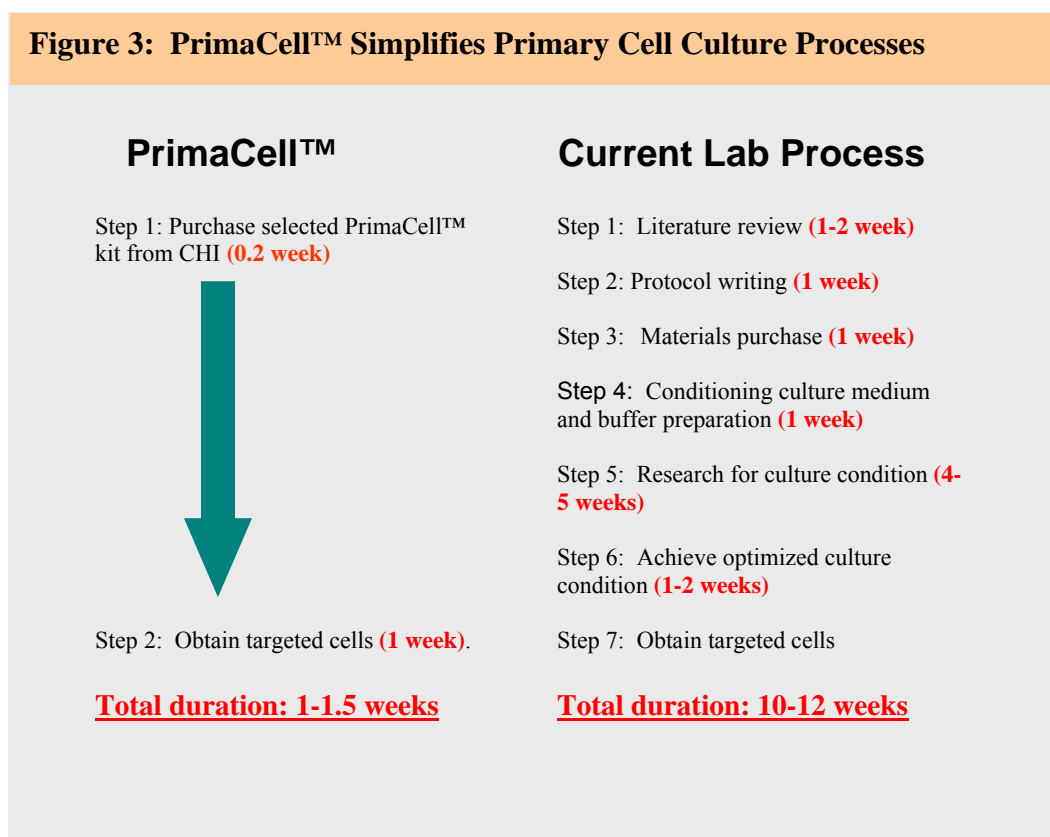 Figure 3: PrimaCell™ Simplifies Primary Cell Culture Processes
PrimaCell™
Step 1: Purchase selected PrimaCell™
kit from CHI (0.2 week)
Step 2: Obtain targeted cells (1 week).
Total duration: 1-1.5 weeks
Current Lab Process
Step 1: Literature review (1-2 week)
Step 2: Protocol writing (1 week)
Step 3: Materials purchase (1 week)
Step 4: Conditioning culture medium
and buffer preparation (1 week)
Step 5: Research for culture condition (4-
5 weeks)
Step 6: Achieve optimized culture
condition (1-2 weeks)
Step 7: Obtain targeted cells
Total duration: 10-12 weeks